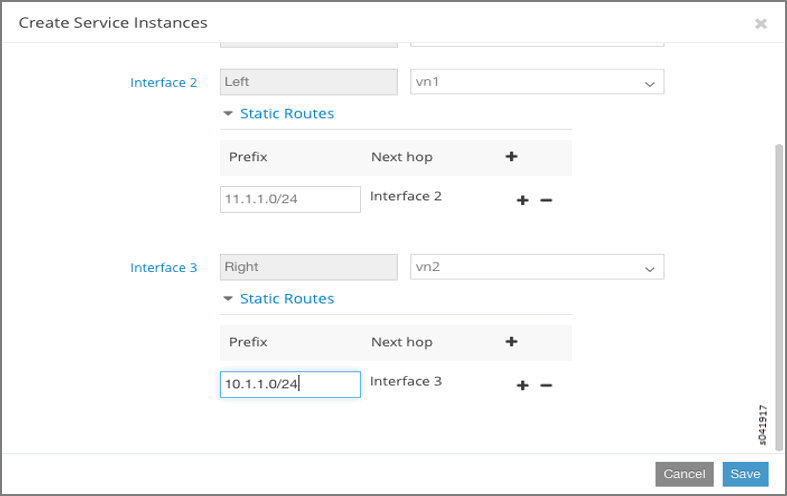 Create Service Instances
Interface 2 Left vn1
Static Routes
Prefix Next hop
11.1.1.0/24 Interface 2
Interface 3 Right vn2
Static Routes
Prefix Next hop
10.1.1.0/24 Interface 3
s041917
Cancel Save